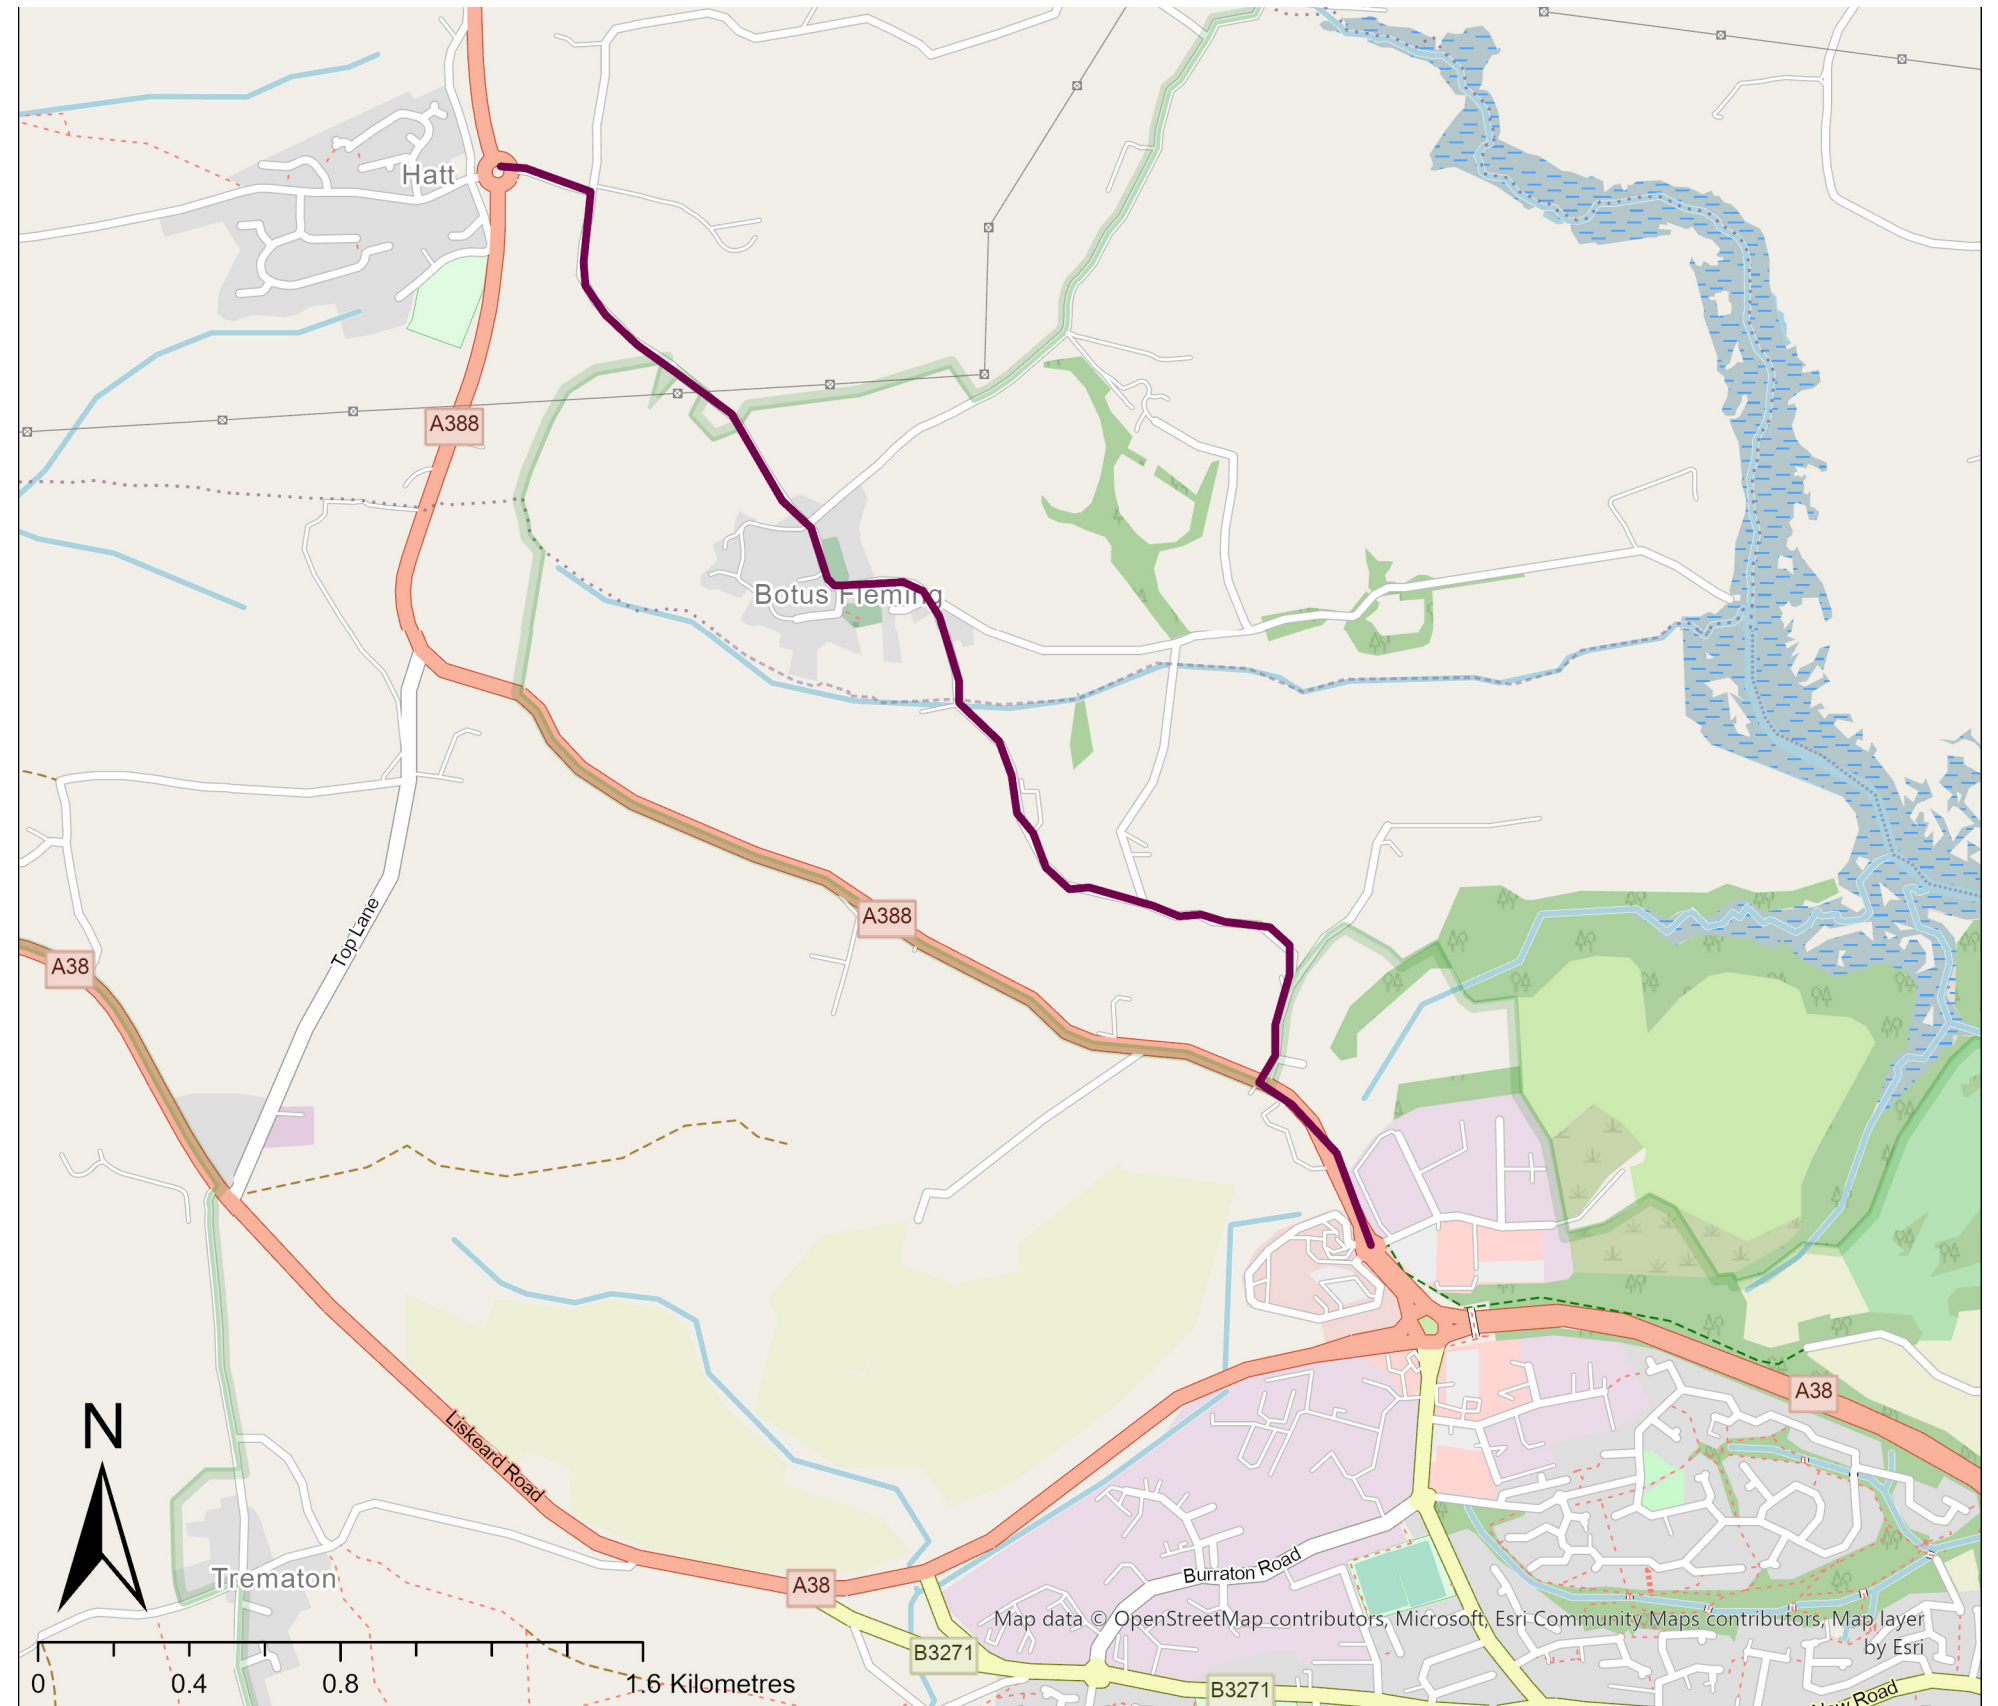 Hatt
A388
Botus Fleming
A388
Top Lane
A38
A38
N
Liskeard Road
Trematon
A38
Burraton Road
Map data © OpenStreetMap contributors, Microsoft, Esri Community Maps contributors, Map layer
by Esri
B3271
B3271
0 0.4 0.8 1.6 Kilometres
New Road